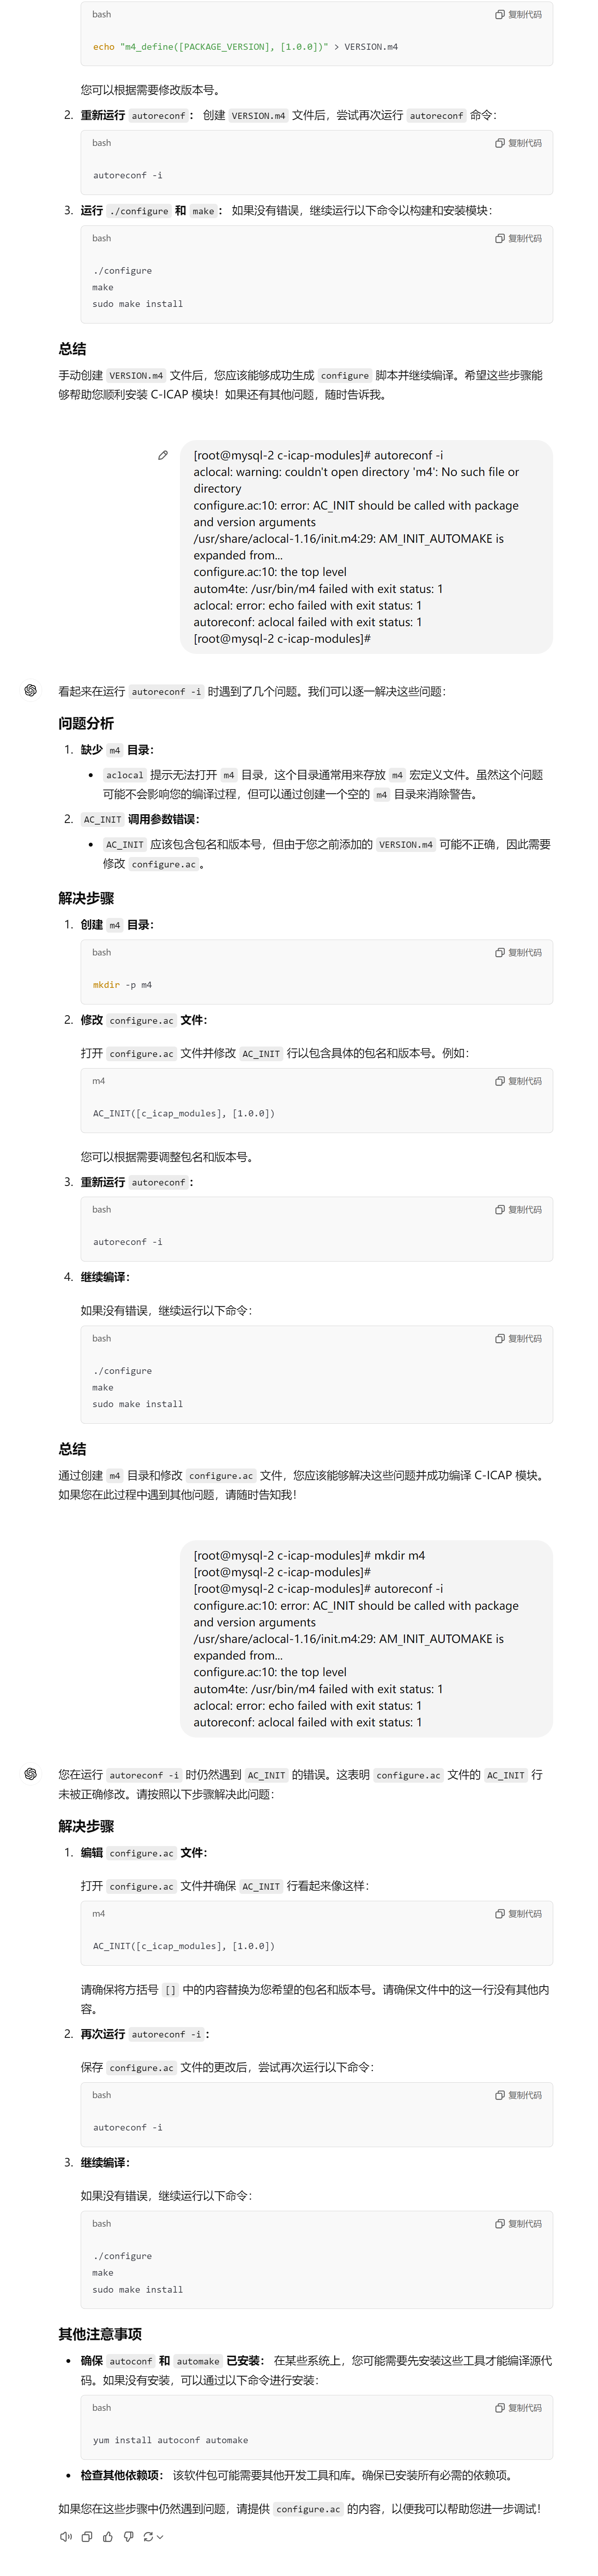 bash 复制代码
echo "m4_define([PACKAGE_VERSION], [1.0.0])" > VERSION.m4
您可以根据需要修改版本号。
2. 重新运行 autoreconf： 创建 VERSION.m4 文件后，尝试再次运行 autoreconf 命令：
bash 复制代码
autoreconf -i
3. 运行 ./configure 和 make： 如果没有错误，继续运行以下命令以构建和安装模块：
bash 复制代码
./configure
make
sudo make install
总结
手动创建 VERSION.m4 文件后，您应该能够成功生成 configure 脚本并继续编译。希望这些步骤能
够帮助您顺利安装 C-ICAP 模块！如果还有其他问题，随时告诉我。
[root@mysql-2 c-icap-modules]# autoreconf -i
aclocal: warning: couldn't open directory 'm4': No such file or
directory
configure.ac:10: error: AC_INIT should be called with package
and version arguments
/usr/share/aclocal-1.16/init.m4:29: AM_INIT_AUTOMAKE is
expanded from...
configure.ac:10: the top level
autom4te: /usr/bin/m4 failed with exit status: 1
aclocal: error: echo failed with exit status: 1
autoreconf: aclocal failed with exit status: 1
[root@mysql-2 c-icap-modules]#
看起来在运行 autoreconf -i 时遇到了几个问题。我们可以逐一解决这些问题：
问题分析
1. 缺少 m4 目录：
• aclocal 提示无法打开 m4 目录，这个目录通常用来存放 m4 宏定义文件。虽然这个问题
可能不会影响您的编译过程，但可以通过创建一个空的 m4 目录来消除警告。
2. AC_INIT 调用参数错误：
• AC_INIT 应该包含包名和版本号，但由于您之前添加的 VERSION.m4 可能不正确，因此需要
修改 configure.ac。
解决步骤
1. 创建 m4 目录：
bash 复制代码
mkdir -p m4
2. 修改 configure.ac 文件：
打开 configure.ac 文件并修改 AC_INIT 行以包含具体的包名和版本号。例如：
m4 复制代码
AC_INIT([c_icap_modules], [1.0.0])
您可以根据需要调整包名和版本号。
3. 重新运行 autoreconf：
bash 复制代码
autoreconf -i
4. 继续编译：
如果没有错误，继续运行以下命令：
bash 复制代码
./configure
make
sudo make install
总结
通过创建 m4 目录和修改 configure.ac 文件，您应该能够解决这些问题并成功编译 C-ICAP 模块。
如果您在此过程中遇到其他问题，请随时告知我！
[root@mysql-2 c-icap-modules]# mkdir m4
[root@mysql-2 c-icap-modules]#
[root@mysql-2 c-icap-modules]# autoreconf -i
configure.ac:10: error: AC_INIT should be called with package
and version arguments
/usr/share/aclocal-1.16/init.m4:29: AM_INIT_AUTOMAKE is
expanded from...
configure.ac:10: the top level
autom4te: /usr/bin/m4 failed with exit status: 1
aclocal: error: echo failed with exit status: 1
autoreconf: aclocal failed with exit status: 1
您在运行 autoreconf -i 时仍然遇到 AC_INIT 的错误。这表明 configure.ac 文件的 AC_INIT 行
未被正确修改。请按照以下步骤解决此问题：
解决步骤
1. 编辑 configure.ac 文件：
打开 configure.ac 文件并确保 AC_INIT 行看起来像这样：
m4 复制代码
AC_INIT([c_icap_modules], [1.0.0])
请确保将方括号 [] 中的内容替换为您希望的包名和版本号。请确保文件中的这一行没有其他内
容。
2. 再次运行 autoreconf -i：
保存 configure.ac 文件的更改后，尝试再次运行以下命令：
bash 复制代码
autoreconf -i
3. 继续编译：
如果没有错误，继续运行以下命令：
bash 复制代码
./configure
make
sudo make install
其他注意事项
• 确保 autoconf 和 automake 已安装： 在某些系统上，您可能需要先安装这些工具才能编译源代
码。如果没有安装，可以通过以下命令进行安装：
bash 复制代码
yum install autoconf automake
• 检查其他依赖项： 该软件包可能需要其他开发工具和库。确保已安装所有必需的依赖项。
如果您在这些步骤中仍然遇到问题，请提供 configure.ac 的内容，以便我可以帮助您进一步调试！